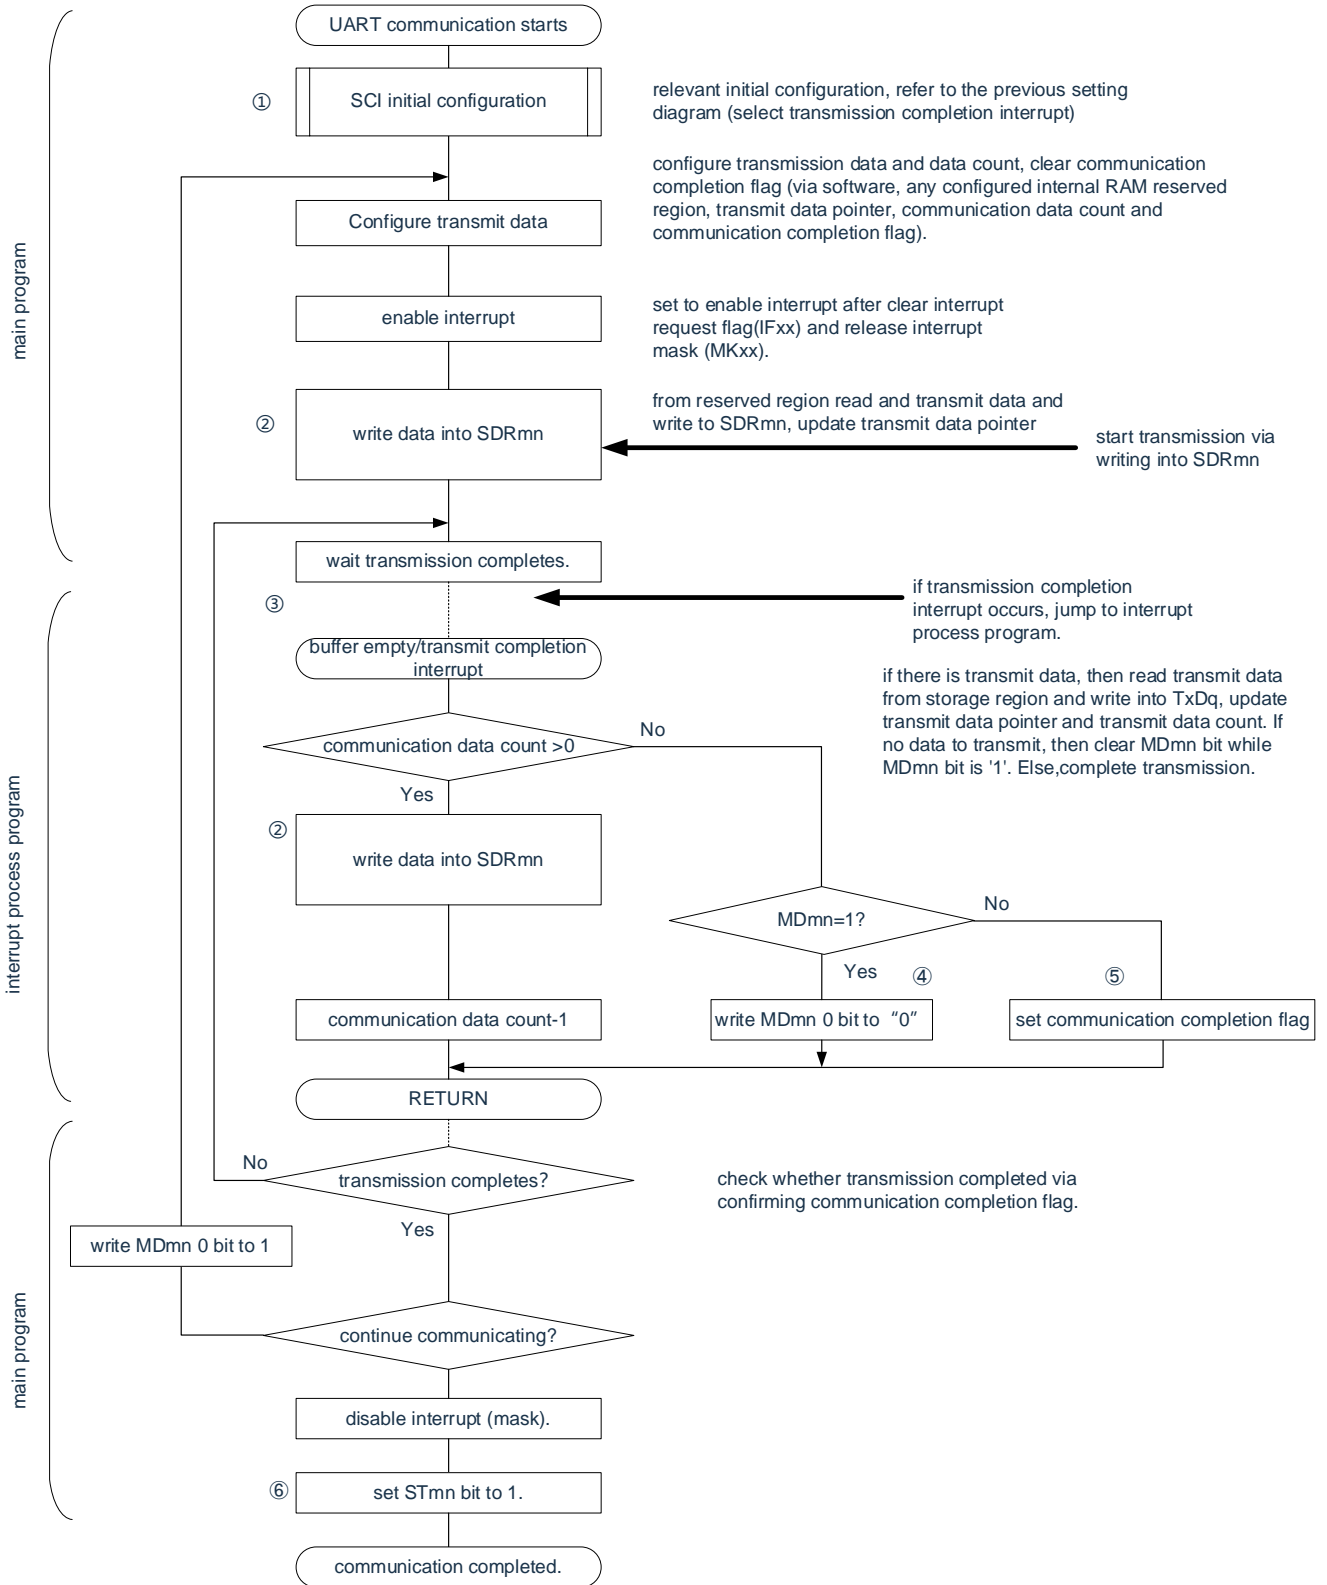 UART communication starts
①
SCI initial configuration
relevant initial configuration, refer to the previous setting
diagram (select transmission completion interrupt)
configure transmission data and data count, clear communication
completion flag (via software, any configured internal RAM reserved
region, transmit data pointer, communication data count and
communication completion flag).
Configure transmit data
main program
enable interrupt
set to enable interrupt after clear interrupt
request flag(IFxx) and release interrupt
mask (MKxx).
②
write data into SDRmn
from reserved region read and transmit data and
write to SDRmn, update transmit data pointer
start transmission via
writing into SDRmn
wait transmission completes.
③
if transmission completion
interrupt occurs, jump to interrupt
process program.
buffer empty/transmit completion
interrupt
if there is transmit data, then read transmit data
from storage region and write into TxDq, update
transmit data pointer and transmit data count. If
no data to transmit, then clear MDmn bit while
MDmn bit is '1'. Else,complete transmission.
communication data count >0
No
Yes
②
write data into SDRmn
interrupt process program
MDmn=1?
No
Yes
④
⑤
communication data count-1
write MDmn 0 bit to “0”
set communication completion flag
RETURN
No
transmission completes?
check whether transmission completed via
confirming communication completion flag.
Yes
write MDmn 0 bit to 1
main program
continue communicating?
disable interrupt (mask).
⑥
set STmn bit to 1.
communication completed.